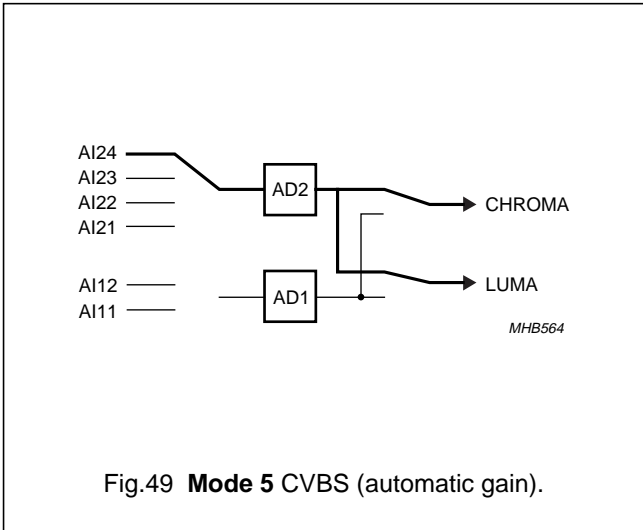 AI24
AI23
AI22
AI21
AD2
CHROMA
AI12
AI11
AD1
LUMA
MHB564
Fig.49 Mode 5 CVBS (automatic gain).